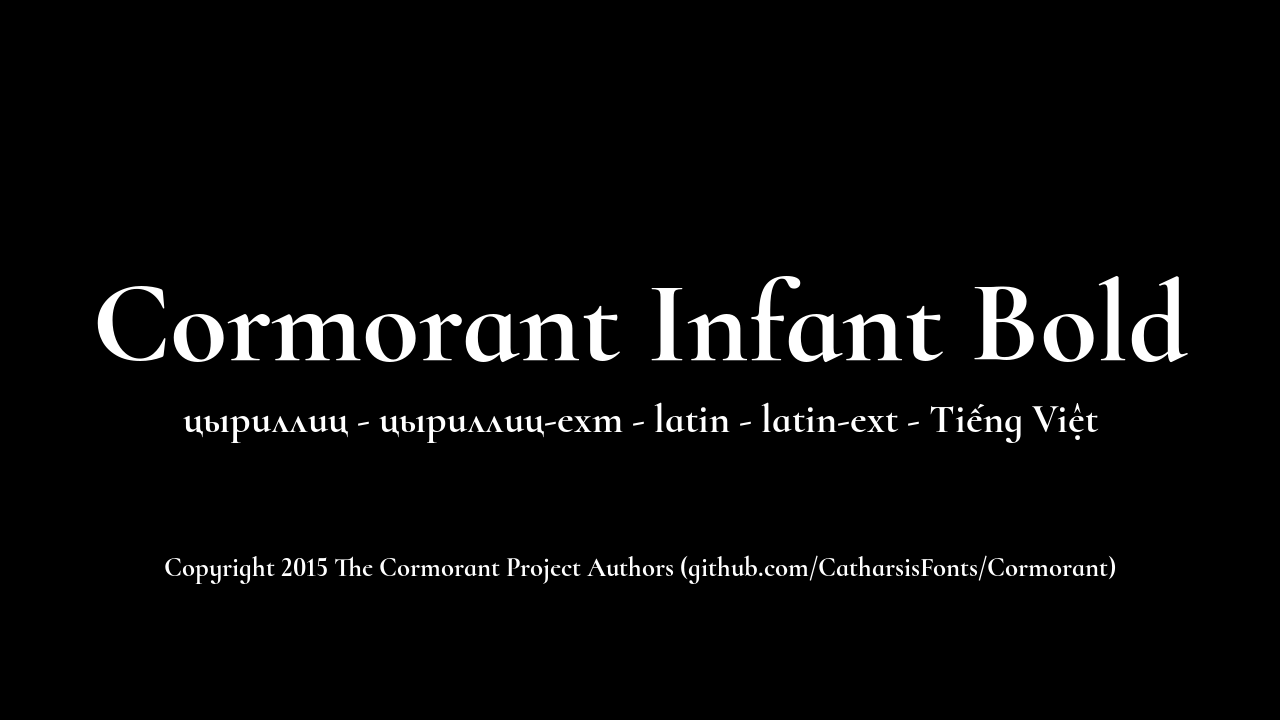 Cormorant Infant Bold
цыриллиц - цыриллиц-ехт - latin - latin-ext - Tiếng Việt
Copyright 2015 The Cormorant Project Authors (github.com/CatharsisFonts/Cormorant)